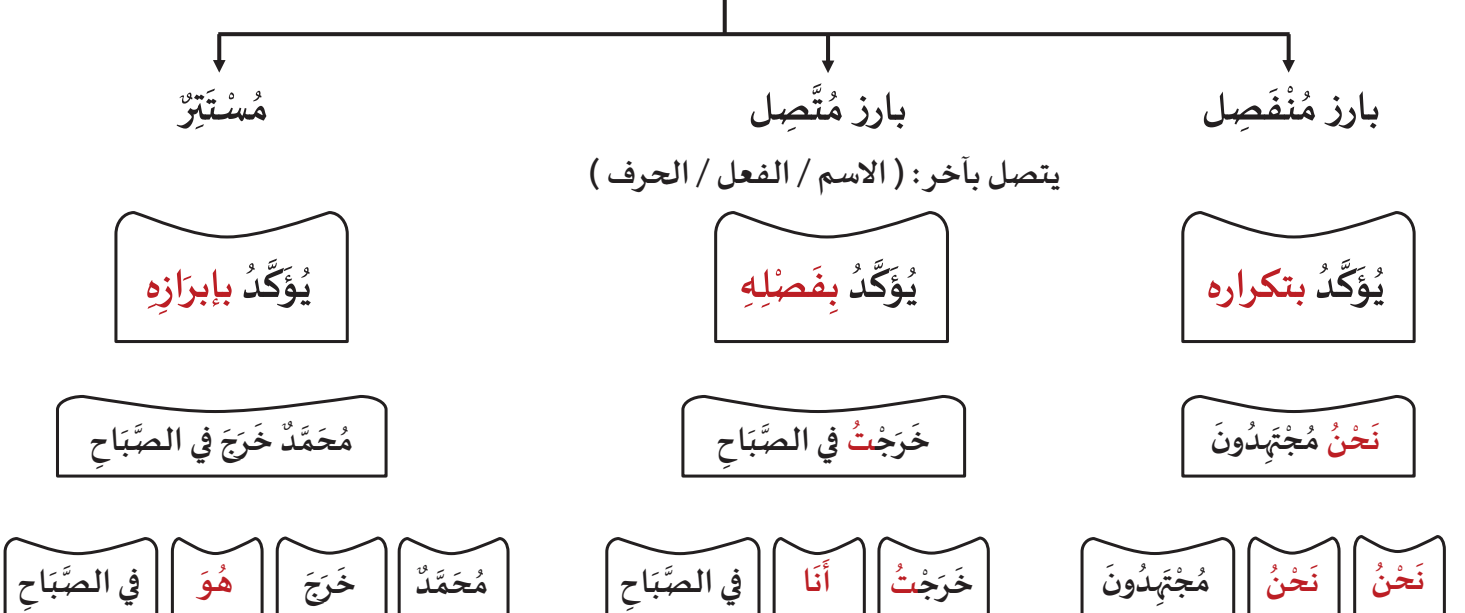 بارز مُنْفَصِل
بارز مُتَّصِل
مُسْتَتِرٌ
يتصل بآخر : ( الاسم / الفعل / الحرف )
يُؤَكَّدُ بتكراره
يُؤَكَّدُ بِفَصْلِهِ
يُؤَكَّدُ بإبرَازِهِ
نَحْنُ مُجْتَهِدُونَ
خَرَجْتُ في الصَّبَاحِ
مُحَمَّدٌ خَرَجَ في الصَّبَاحِ
نَحْنُ نَحْنُ مُجْتَهِدُونَ
خَرَجْتُ أَنَا في الصَّبَاحِ
مُحَمَّدٌ خَرَجَ هُوَ في الصَّبَاحِ